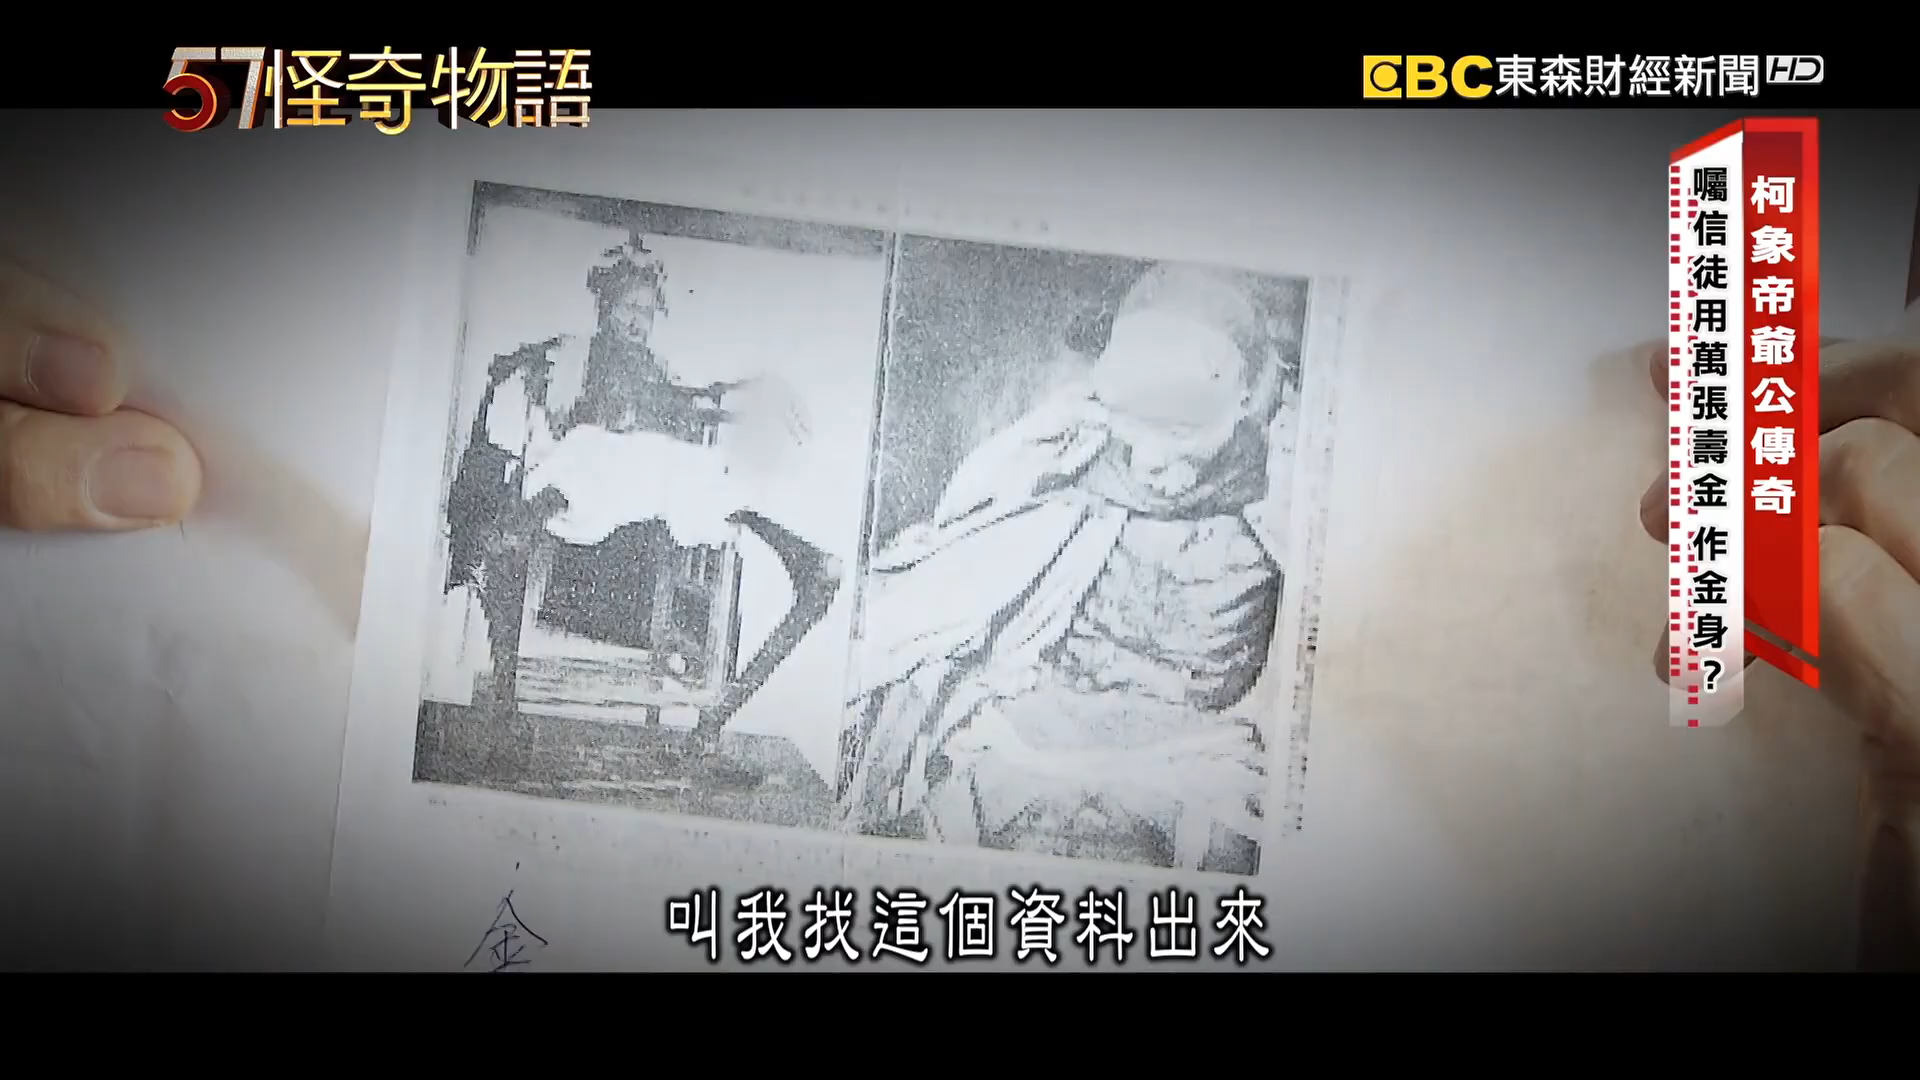 57怪奇物語
EBC東森財經新聞HD
柯象帝爺公傳奇
囑信徒用萬張壽金 作金身?
金
叫我找這個資料出來